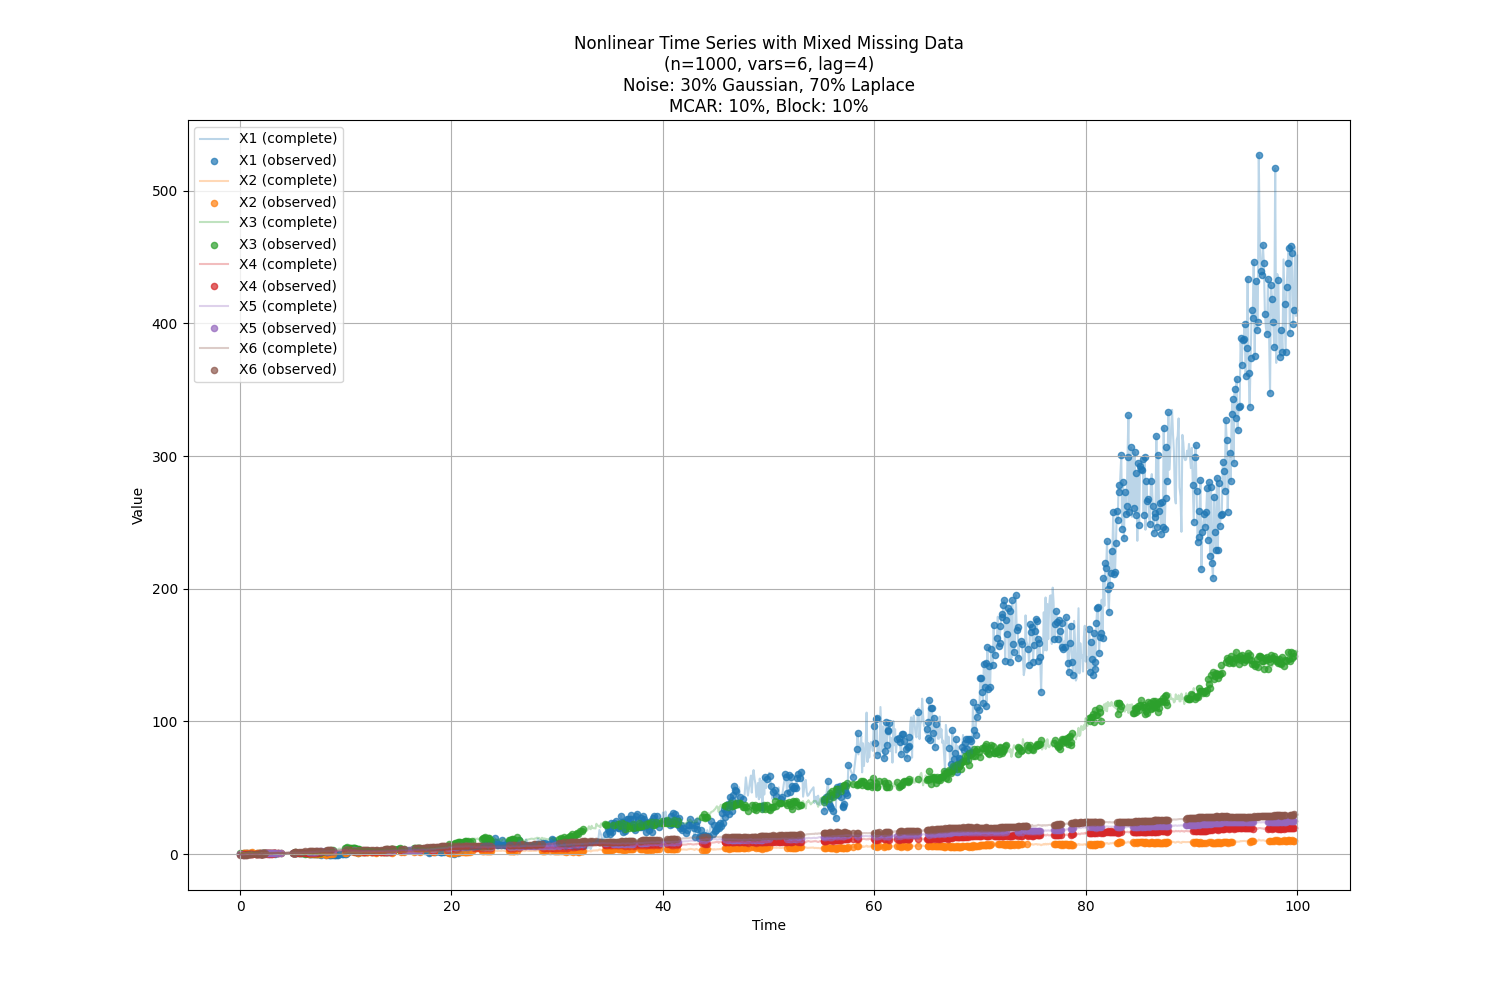 Nonlinear Time Series with Mixed Missing Data
(n=1000, vars=6, lag=4)
Noise: 30% Gaussian, 70% Laplace
MCAR: 10%, Block: 10%
X1 (complete)
X1 (observed)
X2 (complete)
X2 (observed)
X3 (complete)
X3 (observed)
X4 (complete)
X4 (observed)
X5 (complete)
X5 (observed)
X6 (complete)
X6 (observed)
500
400
300
200
100
0
Value
0 20 40 60 80 100
Time